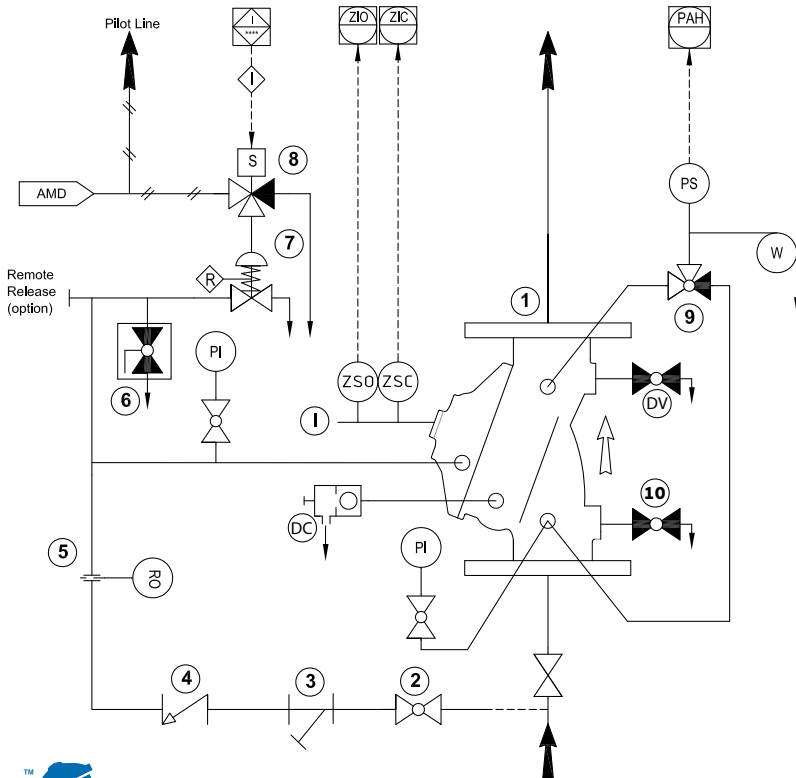 Pilot Line
I
****
ZIO
ZIC
PAH
I
S
8
AMD
PS
7
W
Remote
Release
(option)
R
1
9
PI
6
ZSO
ZSC
I
DV
DC
10
PI
5
RO
4
3
2
TM